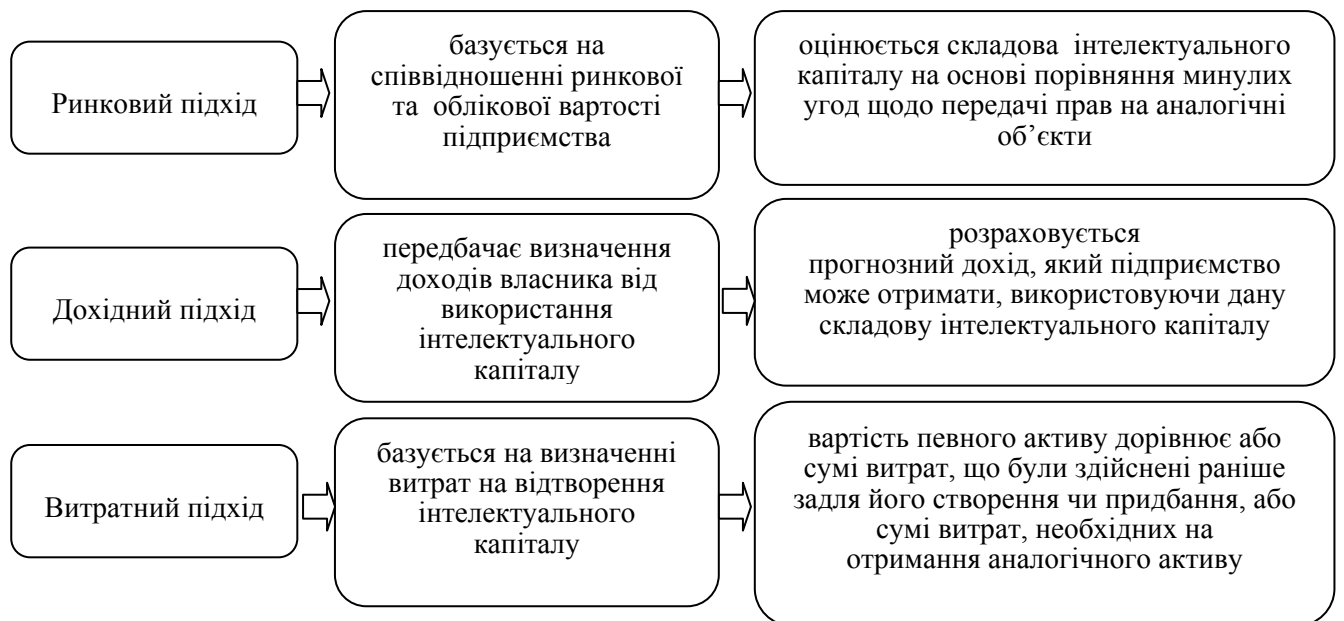 Ринковий підхід
базується на
співвідношенні ринкової
та облікової вартості
підприємства
оцінюється складова інтелектуального
капіталу на основі порівняння минулих
угод щодо передачі прав на аналогічні
об’єкти
Дохідний підхід
передбачає визначення
доходів власника від
використання
інтелектуального
капіталу
розраховується
прогнозний дохід, який підприємство
може отримати, використовуючи дану
складову інтелектуального капіталу
Витратний підхід
базується на визначенні
витрат на відтворення
інтелектуального
капіталу
вартість певного активу дорівнює або
сумі витрат, що були здійснені раніше
задля його створення чи придбання, або
сумі витрат, необхідних на
отримання аналогічного активу